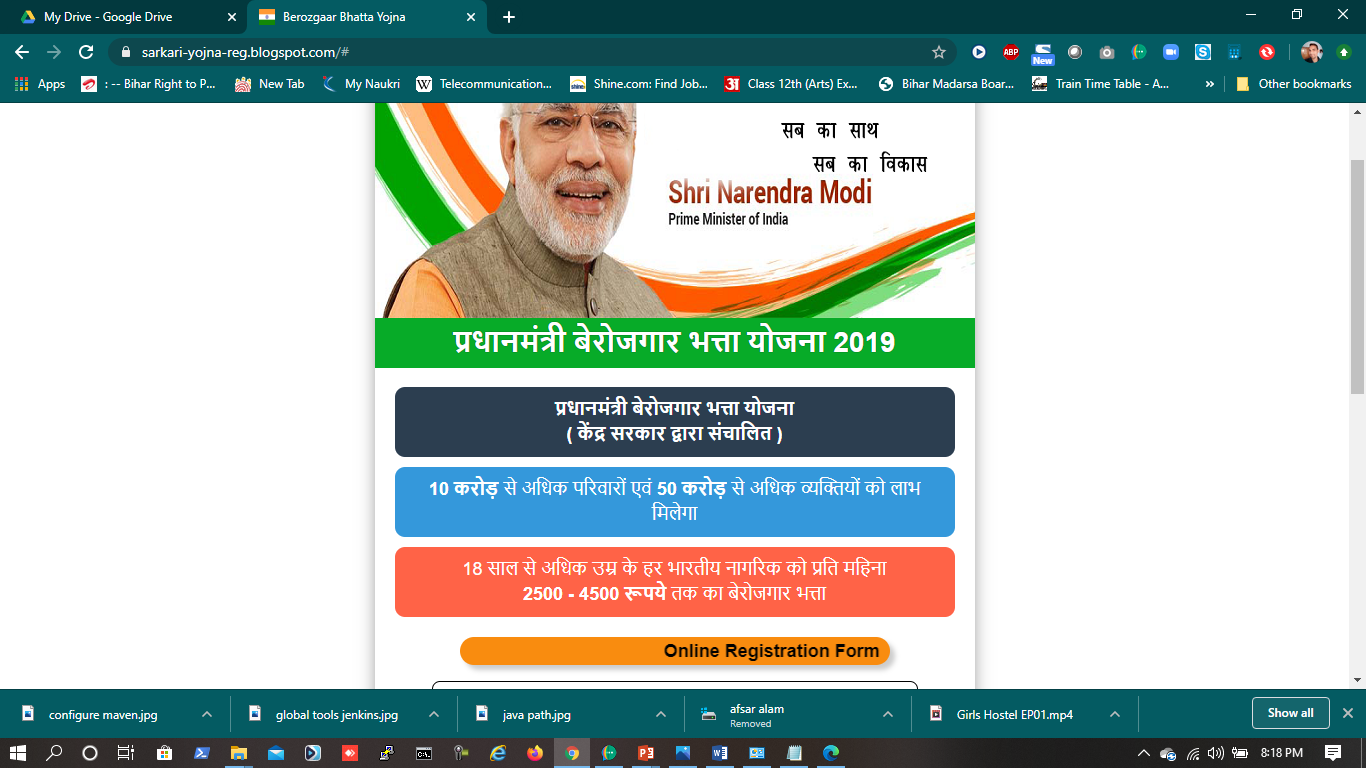 My Drive - Google Drive
Berozgaar Bhatta Yojna
sarkari-yojna-reg.blogspot.com/#
ABP
New
Apps
: -- Bihar Right to P...
New Tab
My Naukri
Telecommunication...
Shine.com: Find Job...
Class 12th (Arts) Ex...
Bihar Madarsa Boar...
Train Time Table - A...
»
Other bookmarks
सब का साथ
सब का विकास
Shri Narendra Modi
Prime Minister of India
प्रधानमंत्री बेरोजगार भत्ता योजना 2019
प्रधानमंत्री बेरोजगार भत्ता योजना
( केंद्र सरकार द्वारा संचालित )
10 करोड़ से अधिक परिवारों एवं 50 करोड़ से अधिक व्यक्तियों को लाभ
मिलेगा
18 साल से अधिक उम्र के हर भारतीय नागरिक को प्रति महिना
2500 - 4500 रूपये तक का बेरोजगार भत्ता
Online Registration Form
configure maven.jpg
global tools jenkins.jpg
java path.jpg
afsar alam
Removed
Girls Hostel EP01.mp4
Show all
8:18 PM